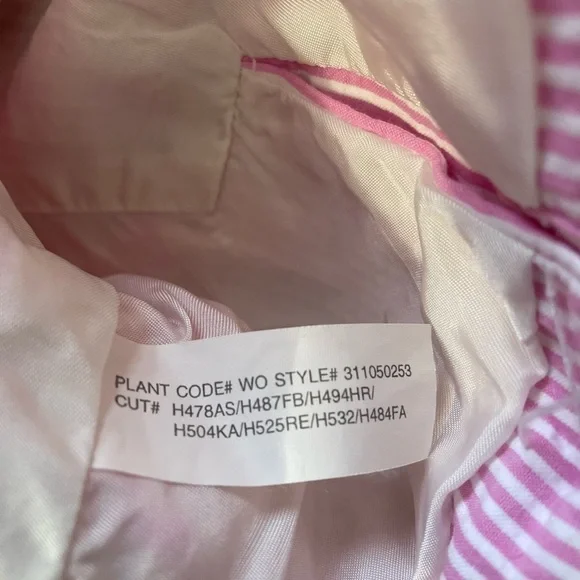 PLANT CODE# WO STYLE# 311050253
CUT# H478AS/H487FB/H494HR/
H504KA/H525RE/H532/H484FA